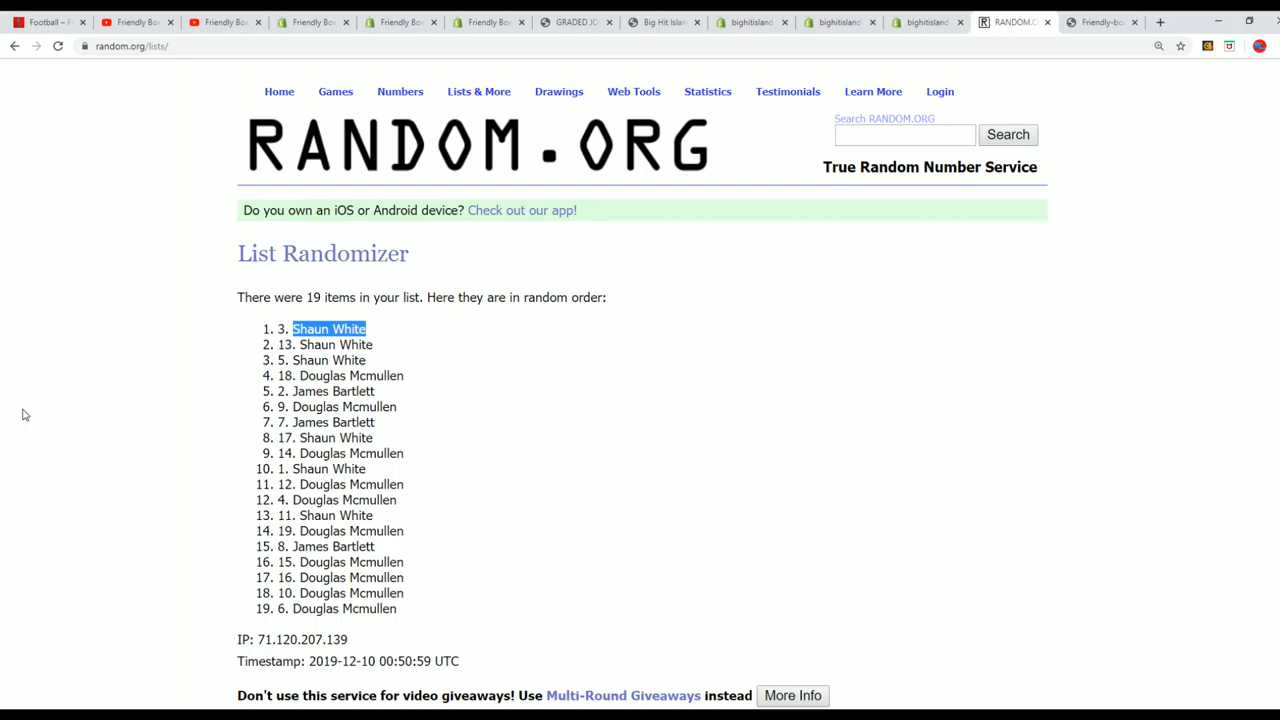 Football – F
Friendly Bo
Friendly Bo
Friendly Bo
Friendly Bo
Friendly Bo
GRADED JO
Big Hit Islan
bighitisland
bighitisland
bighitisland
RANDOM.O
Friendly-bo
random.org/lists/
Home Games Numbers Lists & More Drawings Web Tools Statistics Testimonials Learn More Login
RANDOM.ORG
Search RANDOM.ORG
Search
True Random Number Service
Do you own an iOS or Android device? Check out our app!
List Randomizer
There were 19 items in your list. Here they are in random order:
1. 3. Shaun White
2. 13. Shaun White
3. 5. Shaun White
4. 18. Douglas Mcmullen
5. 2. James Bartlett
6. 9. Douglas Mcmullen
7. 7. James Bartlett
8. 17. Shaun White
9. 14. Douglas Mcmullen
10. 1. Shaun White
11. 12. Douglas Mcmullen
12. 4. Douglas Mcmullen
13. 11. Shaun White
14. 19. Douglas Mcmullen
15. 8. James Bartlett
16. 15. Douglas Mcmullen
17. 16. Douglas Mcmullen
18. 10. Douglas Mcmullen
19. 6. Douglas Mcmullen
IP: 71.120.207.139
Timestamp: 2019-12-10 00:50:59 UTC
Don't use this service for video giveaways! Use Multi-Round Giveaways instead More Info